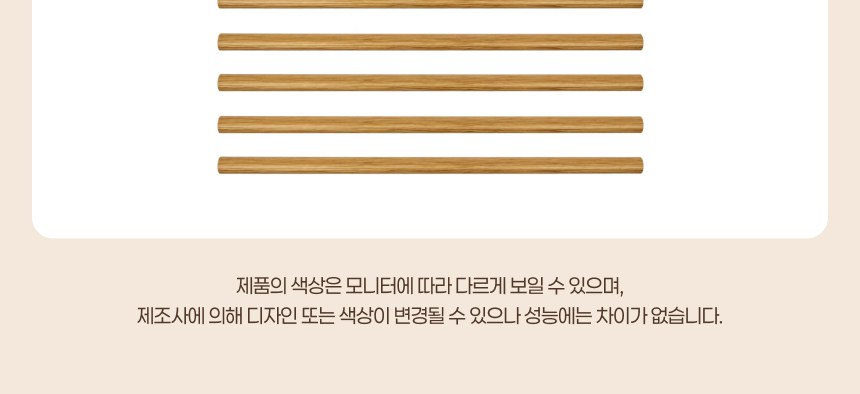 제품의 색상은 모니터에 따라 다르게 보일 수 있으며,
제조사에 의해 디자인 또는 색상이 변경될 수 있으나 성능에는 차이가 없습니다.